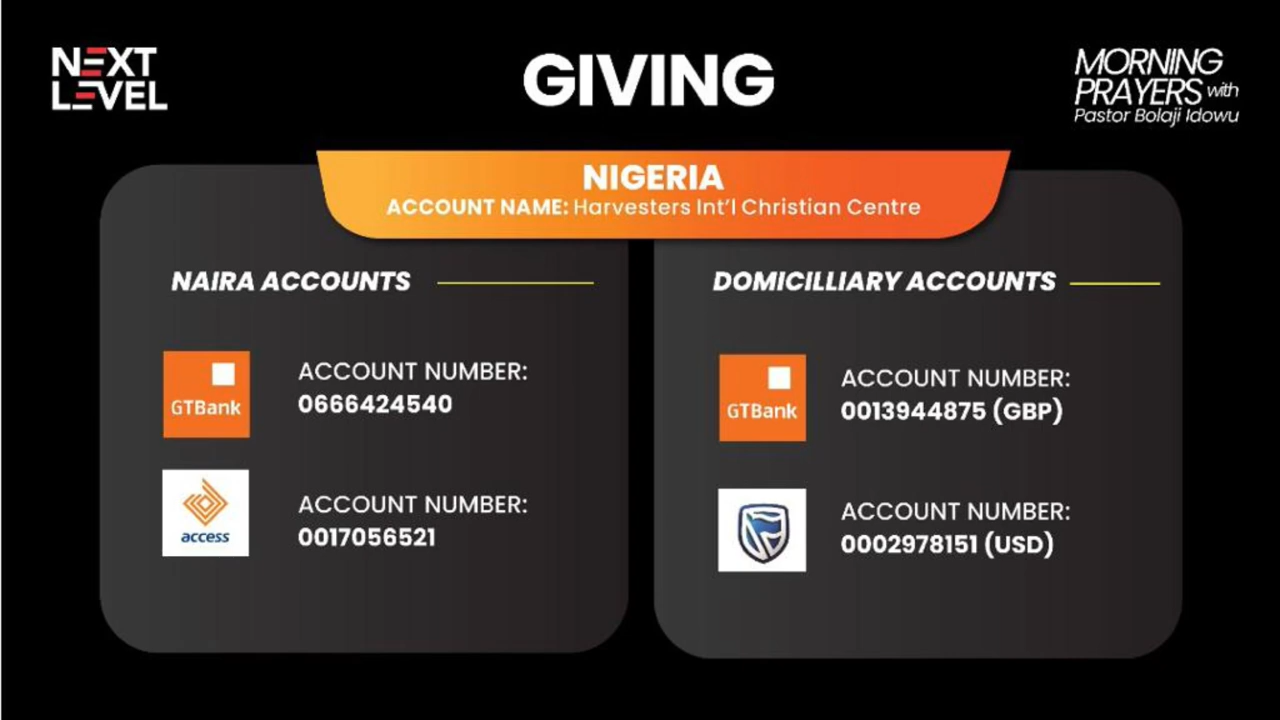 NEXT
LEVEL
GIVING
MORNING
PRAYERS with
Pastor Bolaji Idowu
NIGERIA
ACCOUNT NAME: Harvesters Int'l Christian Centre
NAIRA ACCOUNTS
GTBank
ACCOUNT NUMBER:
0666424540
access
ACCOUNT NUMBER:
0017056521
DOMICILLIARY ACCOUNTS
GTBank
ACCOUNT NUMBER:
0013944875 (GBP)
ACCOUNT NUMBER:
0002978151 (USD)